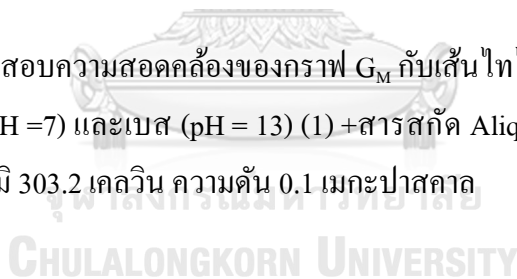 สอบความสอดคล้องของกราฟ G_M กับเส้นไท
H =7) และเบส (pH = 13) (1) +สารสกัด Aliq
มิ 303.2 เคลวิน ความดัน 0.1 เมกะปาสคาล
จุฬาลงกรณ์มหาวิทยาลัย
CHULALONGKORN UNIVERSITY